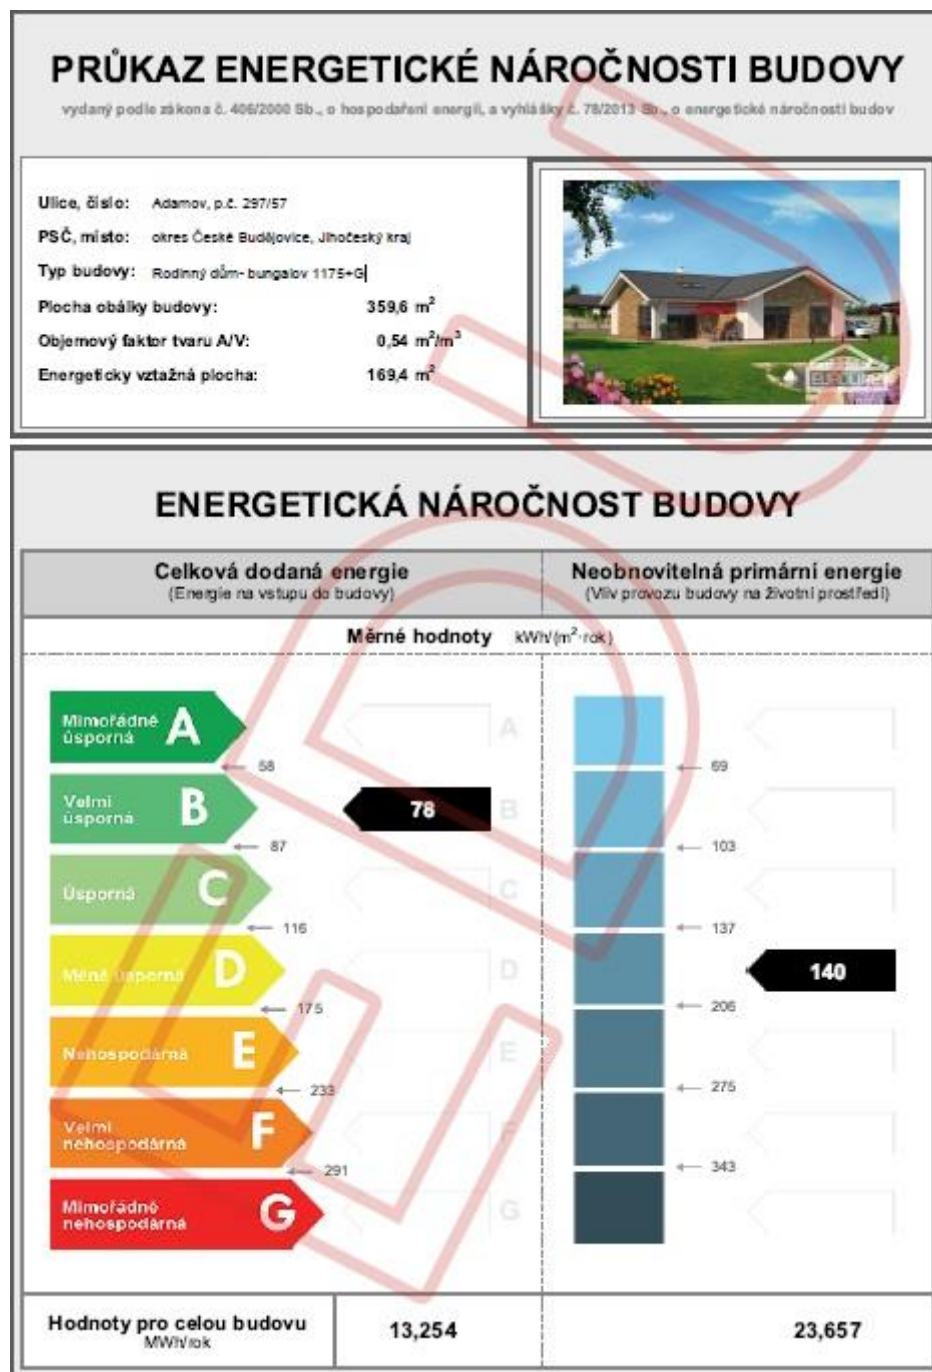 PRŮKAZ ENERGETICKÉ NÁROČNOSTI BUDOVY
vydaný podle zákona č. 406/2000 Sb., o hospodaření energií, a vyhlášky č. 78/2013 Sb., o energetické náročnosti budov
Ulice, číslo: Adamov, p.č. 297/57
PSČ, místo: okres České Budějovice, Jihočeský kraj
Typ budovy: Rodinný dům- bungalov 1175+G
Plocha obálky budovy: 359,6 m²
Objemový faktor tvaru A/V: 0,54 m²/m³
Energeticky vztažná plocha: 169,4 m²
ENERGETICKÁ NÁROČNOST BUDOVY
Celková dodaná energie
(Energie na vstupu do budovy)
Neobnovitelná primární energie
(Vliv provozu budovy na životní prostředí)
Měrné hodnoty kWh/(m²·rok)
Mimořádně úsporná A
A
58
69
Velmi úsporná B
78
B
87
103
Úsporná C
C
116
137
Méně úsporná D
D
140
175
206
Nehospodárná E
E
233
275
Velmi nehospodárná F
F
291
343
Mimořádně nehospodárná G
G
Hodnoty pro celou budovu
MWh/rok
13,254
23,657